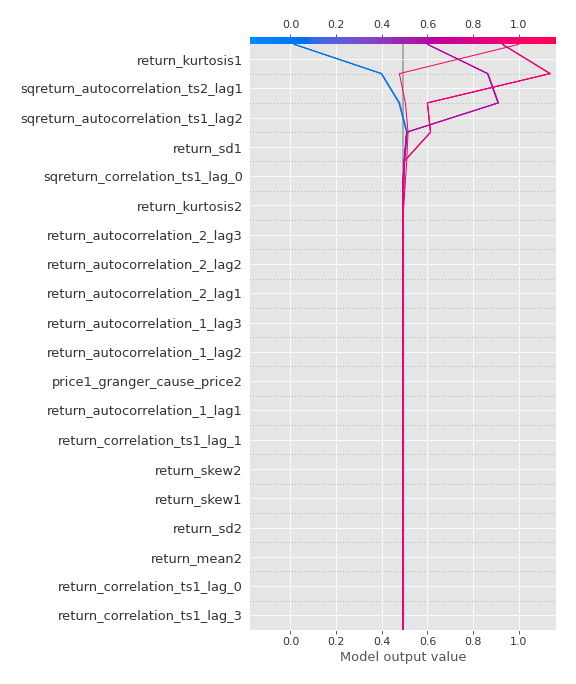 0.0 0.2 0.4 0.6 0.8 1.0
return_kurtosis1
sqreturn_autocorrelation_ts2_lag1
sqreturn_autocorrelation_ts1_lag2
return_sd1
sqreturn_correlation_ts1_lag_0
return_kurtosis2
return_autocorrelation_2_lag3
return_autocorrelation_2_lag2
return_autocorrelation_2_lag1
return_autocorrelation_1_lag3
return_autocorrelation_1_lag2
price1_granger_cause_price2
return_autocorrelation_1_lag1
return_correlation_ts1_lag_1
return_skew2
return_skew1
return_sd2
return_mean2
return_correlation_ts1_lag_0
return_correlation_ts1_lag_3
0.0 0.2 0.4 0.6 0.8 1.0
Model output value